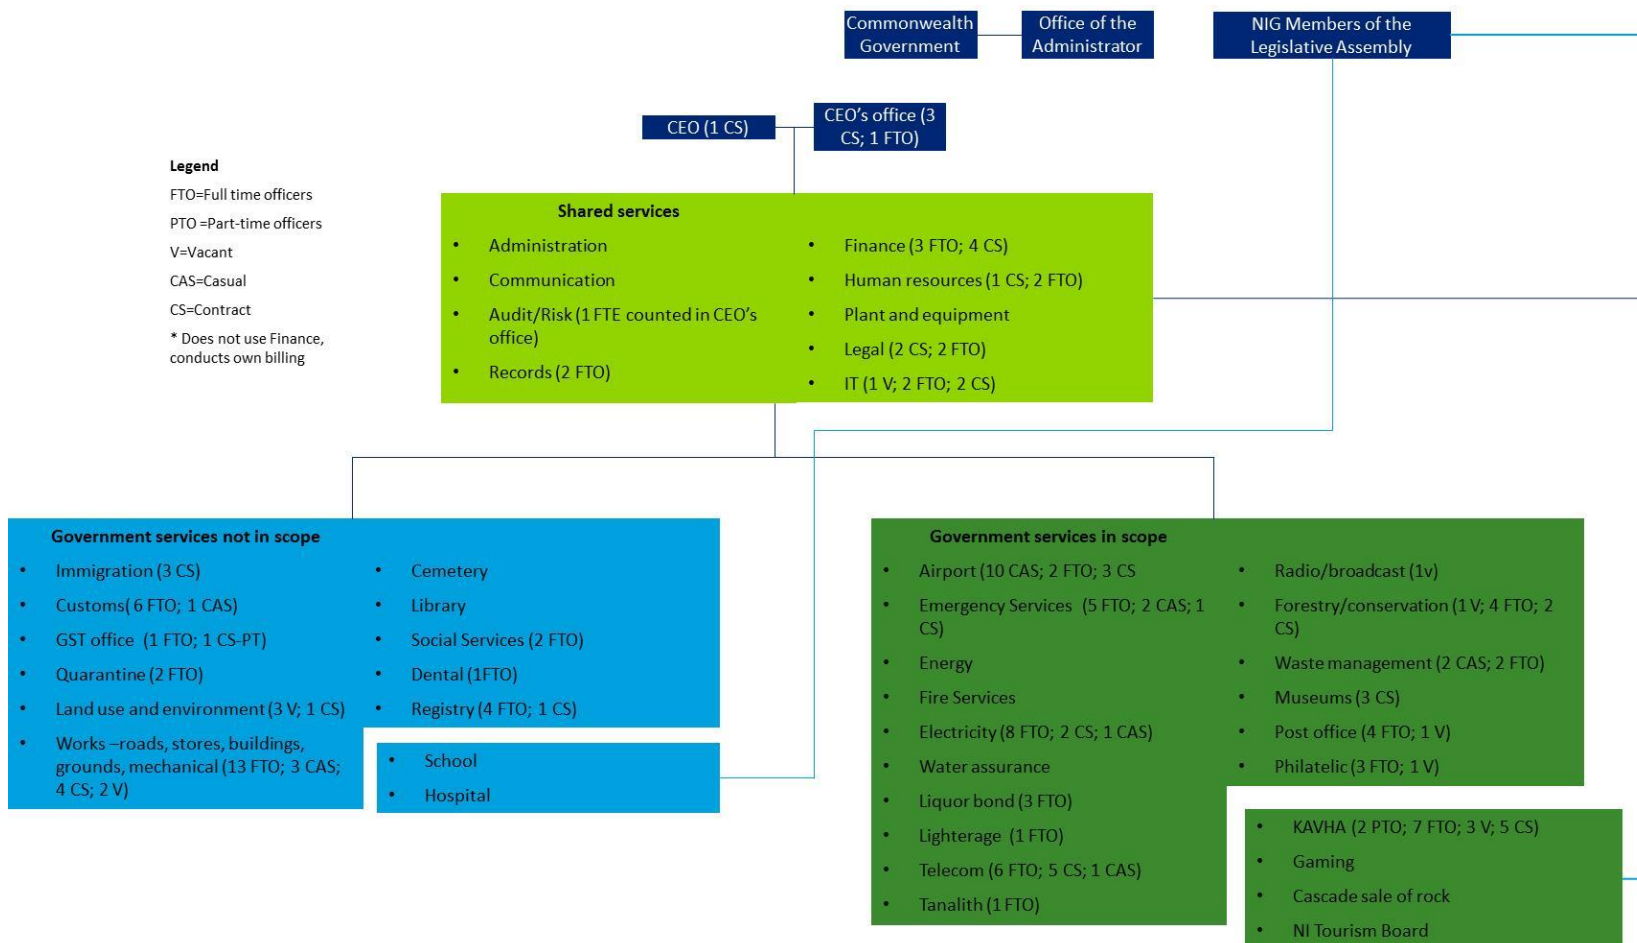 Commonwealth
Government
Office of the
Administrator
NIG Members of the
Legislative Assembly
CEO (1 CS)
CEO's office (3
CS; 1 FTO)
Legend
FTO=Full time officers
PTO =Part-time officers
V=Vacant
CAS=Casual
CS=Contract
* Does not use Finance,
conducts own billing
Shared services
• Administration
• Communication
• Audit/Risk (1 FTE counted in CEO's
office)
• Records (2 FTO)
• Finance (3 FTO; 4 CS)
• Human resources (1 CS; 2 FTO)
• Plant and equipment
• Legal (2 CS; 2 FTO)
• IT (1 V; 2 FTO; 2 CS)
Government services not in scope
• Immigration (3 CS)
• Customs( 6 FTO; 1 CAS)
• GST office (1 FTO; 1 CS-PT)
• Quarantine (2 FTO)
• Land use and environment (3 V; 1 CS)
• Works –roads, stores, buildings,
grounds, mechanical (13 FTO; 3 CAS;
4 CS; 2 V)
• Cemetery
• Library
• Social Services (2 FTO)
• Dental (1FTO)
• Registry (4 FTO; 1 CS)
• School
• Hospital
Government services in scope
• Airport (10 CAS; 2 FTO; 3 CS
• Emergency Services (5 FTO; 2 CAS; 1
CS)
• Energy
• Fire Services
• Electricity (8 FTO; 2 CS; 1 CAS)
• Water assurance
• Liquor bond (3 FTO)
• Lighterage (1 FTO)
• Telecom (6 FTO; 5 CS; 1 CAS)
• Tanalith (1 FTO)
• Radio/broadcast (1v)
• Forestry/conservation (1 V; 4 FTO; 2
CS)
• Waste management (2 CAS; 2 FTO)
• Museums (3 CS)
• Post office (4 FTO; 1 V)
• Philatelic (3 FTO; 1 V)
• KAVHA (2 PTO; 7 FTO; 3 V; 5 CS)
• Gaming
• Cascade sale of rock
• NI Tourism Board